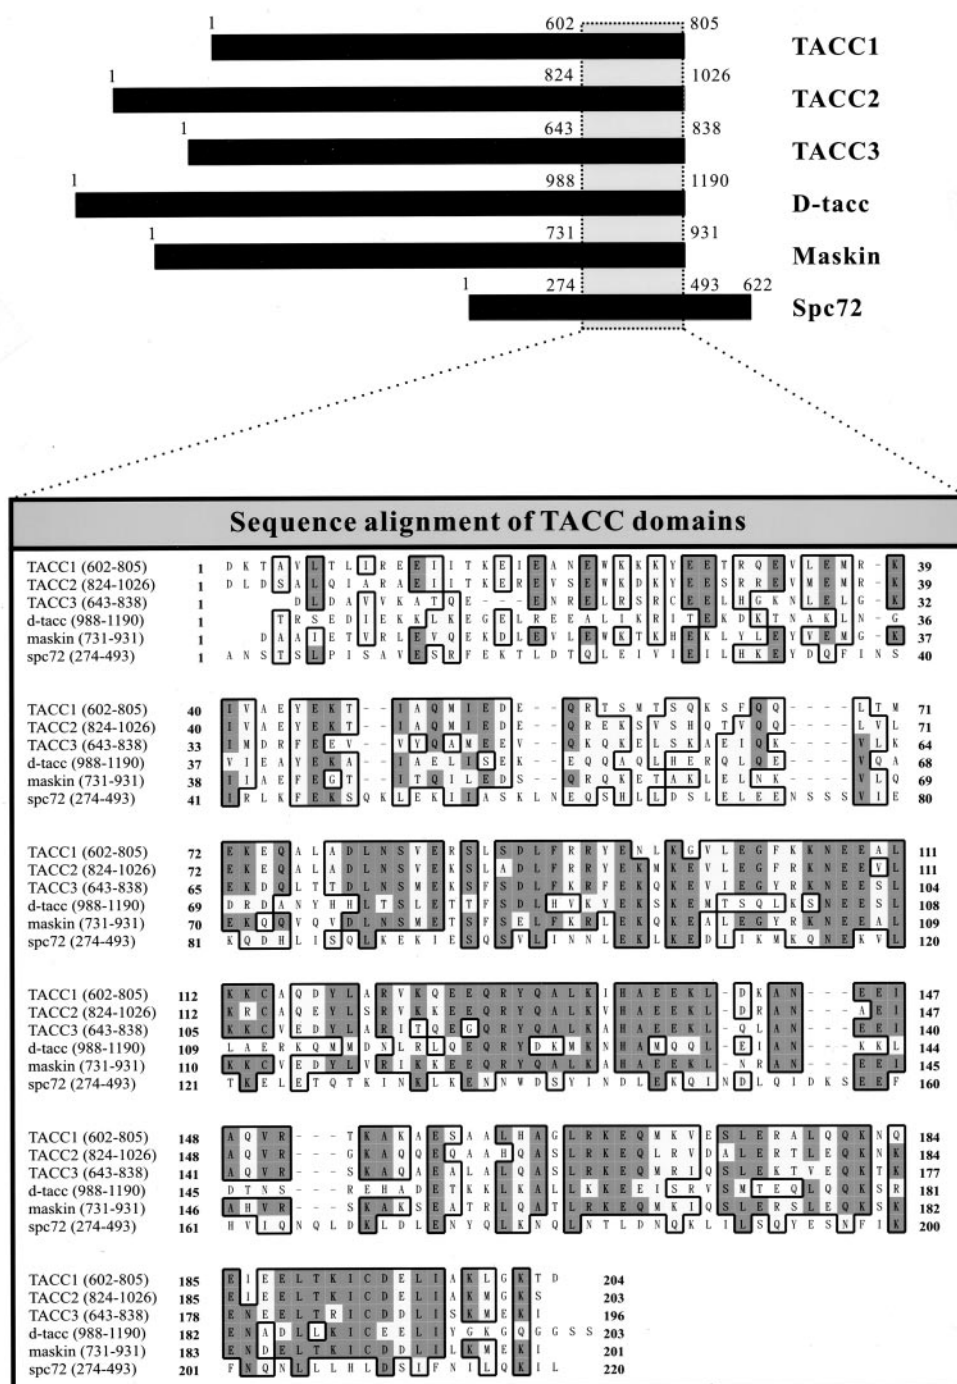 1 602 805
TACC1
1 824 1026
TACC2
1 643 838
TACC3
1 988 1190
D-tacc
1 731 931
Maskin
1 274 493 622
Spc72
Sequence alignment of TACC domains
TACC1 (602-805) 1 D K T A V L T L I R E E I I T K E I E A N E W K K K Y E E T R Q E V L E M R - K 39
TACC2 (824-1026) 1 D L D S A L Q I A R A E I I T K E R E V S E W K D K Y E E S R R E V M E M R - K 39
TACC3 (643-838) 1 D L D A V V K A T Q E - - - E N R E L R S R C E E L H G K N L E L G - K 32
d-tacc (988-1190) 1 T R S E D I E K K L K E G E L R E E A L I K R I T E K D K T N A K L N - G 36
maskin (731-931) 1 D A A I E T V R L E V Q E K D L E V L E W K T K H E K L Y L E Y V E M G - K 37
spc72 (274-493) 1 A N S T S L P I S A V E S R F E K T L D T Q L E I V I E I L H K E Y D Q F I N S 40
TACC1 (602-805) 40 I V A E Y E K T - - I A Q M I E D E - - Q R T S M T S Q K S F Q Q - - - - L T M 71
TACC2 (824-1026) 40 I V A E Y E K T - - I A Q M I E D E - - Q R E K S V S H Q T V Q Q - - - - L V L 71
TACC3 (643-838) 33 I M D R F E E V - - V Y Q A M E E V - - Q K Q K E L S K A E I Q K - - - - V L K 64
d-tacc (988-1190) 37 V I E A Y E K A - - I A E L I S E K - - E Q Q A Q L H E R Q L Q E - - - - V Q A 68
maskin (731-931) 38 I I A E F E G T - - I T Q I L E D S - - Q R Q K E T A K L E L N K - - - - V L Q 69
spc72 (274-493) 41 I R L K F E K S Q K L E K I I A S K L N E Q S H L L D S L E L E E N S S S V I E 80
TACC1 (602-805) 72 E K E Q A L A D L N S V E R S L S D L F R R Y E N L K G V L E G F K K N E E A L 111
TACC2 (824-1026) 72 E K E Q A L A D L N S V E K S L A D L F R R Y E K M K E V L E G F R K N E E V L 111
TACC3 (643-838) 65 E K D Q L T T D L N S M E K S F S D L F K R F E K Q K E V I E G Y R K N E E S L 104
d-tacc (988-1190) 69 D R D A N Y H H L T S L E T T F S D L H V K Y E K S K E M T S Q L K S N E E S L 108
maskin (731-931) 70 E K Q Q V Q V D L N S M E T S F S E L F K R L E K Q K E A L E G Y R K N E E A L 109
spc72 (274-493) 81 K Q D H L I S Q L K E K I E S Q S V L I N N L E K L K E D I I K M K Q N E K V L 120
TACC1 (602-805) 112 K K C A Q D Y L A R V K Q E E Q R Y Q A L K I H A E E K L - D K A N - - - E E I 147
TACC2 (824-1026) 112 K R C A Q E Y L S R V K K E E Q R Y Q A L K V H A E E K L - D R A N - - - A E I 147
TACC3 (643-838) 105 K K C V E D Y L A R I T Q E G Q R Y Q A L K A H A E E K L - Q L A N - - - E E I 140
d-tacc (988-1190) 109 L A E R K Q M M D N L R L Q E Q R Y D K M K N H A M Q Q L - E I A N - - - K K L 144
maskin (731-931) 110 K K C V E D Y L V R I K K E E Q R Y Q A L K A H A E E K L - N R A N - - - E E I 145
spc72 (274-493) 121 T K E L E T Q T K I N K L K E N N W D S Y I N D L E K Q I N D L Q I D K S E E F 160
TACC1 (602-805) 148 A Q V R - - - T K A K A E S A A L H A G L R K E Q M K V E S L E R A L Q Q K N Q 184
TACC2 (824-1026) 148 A Q V R - - - G K A Q Q E Q A A H Q A S L R K E Q L R V D A L E R T L E Q K N K 184
TACC3 (643-838) 141 A Q V R - - - S K A Q A E A L A L Q A S L R K E Q M R I Q S L E K T V E Q K T K 177
d-tacc (988-1190) 145 D T N S - - - R E H A D E T K K L K A L L K K E E I S R V S M T E Q L Q Q K S R 181
maskin (731-931) 146 A H V R - - - S K A K S E A T R L Q A T L R K E Q M K I Q S L E R S L E Q K S K 182
spc72 (274-493) 161 H V I Q N Q L D K L D L E N Y Q L K N Q L N T L D N Q K L I L S Q Y E S N F I K 200
TACC1 (602-805) 185 E I E E L T K I C D E L I A K L G K T D 204
TACC2 (824-1026) 185 E I E E L T K I C D E L I A K M G K S 203
TACC3 (643-838) 178 E N E E L T R I C D D L I S K M E K I 196
d-tacc (988-1190) 182 E N A D L L K I C E E L I Y G K G Q G G S S 203
maskin (731-931) 183 E N D E L T K I C D D L I L K M E K I 201
spc72 (274-493) 201 F N Q N L L L H L D S I F N I L Q K I L 220